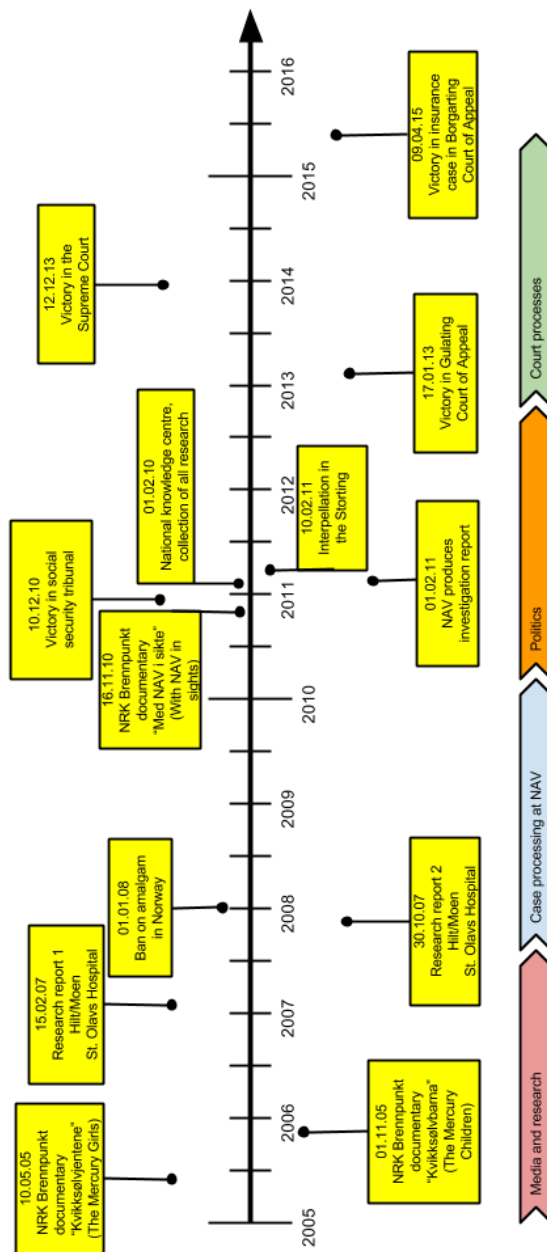 10.05.05
NRK Brennpunkt
documentary
"Kvikksølvjentene"
(The Mercury Girls)
15.02.07
Research report 1
Hilt/Moen
St. Olavs Hospital
01.01.08
Ban on amalgam
in Norway
16.11.10
NRK Brennpunkt
documentary
"Med NAV i sikte"
(With NAV in
sights)
10.12.10
Victory in social
security tribunal
01.02.10
National knowledge centre,
collection of all research
12.12.13
Victory in the
Supreme Court
2005
2006
2007
2008
2009
2010
2011
2012
2013
2014
2015
2016
01.11.05
NRK Brennpunkt
documentary
"Kvikksølvbarna"
(The Mercury
Children)
30.10.07
Research report 2
Hilt/Moen
St. Olavs Hospital
01.02.11
NAV produces
investigation report
10.02.11
Interpellation in
the Storting
17.01.13
Victory in Gulating
Court of Appeal
09.04.15
Victory in insurance
case in Borgarting
Court of Appeal
Media and research
Case processing at NAV
Politics
Court processes